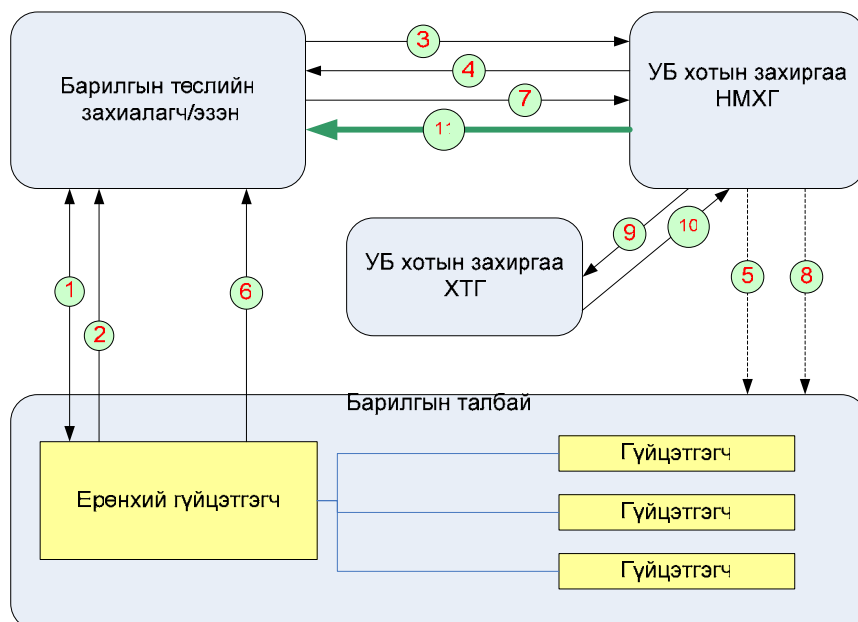 Барилгын төслийн
захиалагч/эзэн
3
4
7
11
УБ хотын захиргаа
НМХГ
УБ хотын захиргаа
ХТГ
9
10
1
2
6
5
8
Барилгын талбай
Ерөнхий гүйцэтгэгч
Гүйцэтгэгч
Гүйцэтгэгч
Гүйцэтгэгч